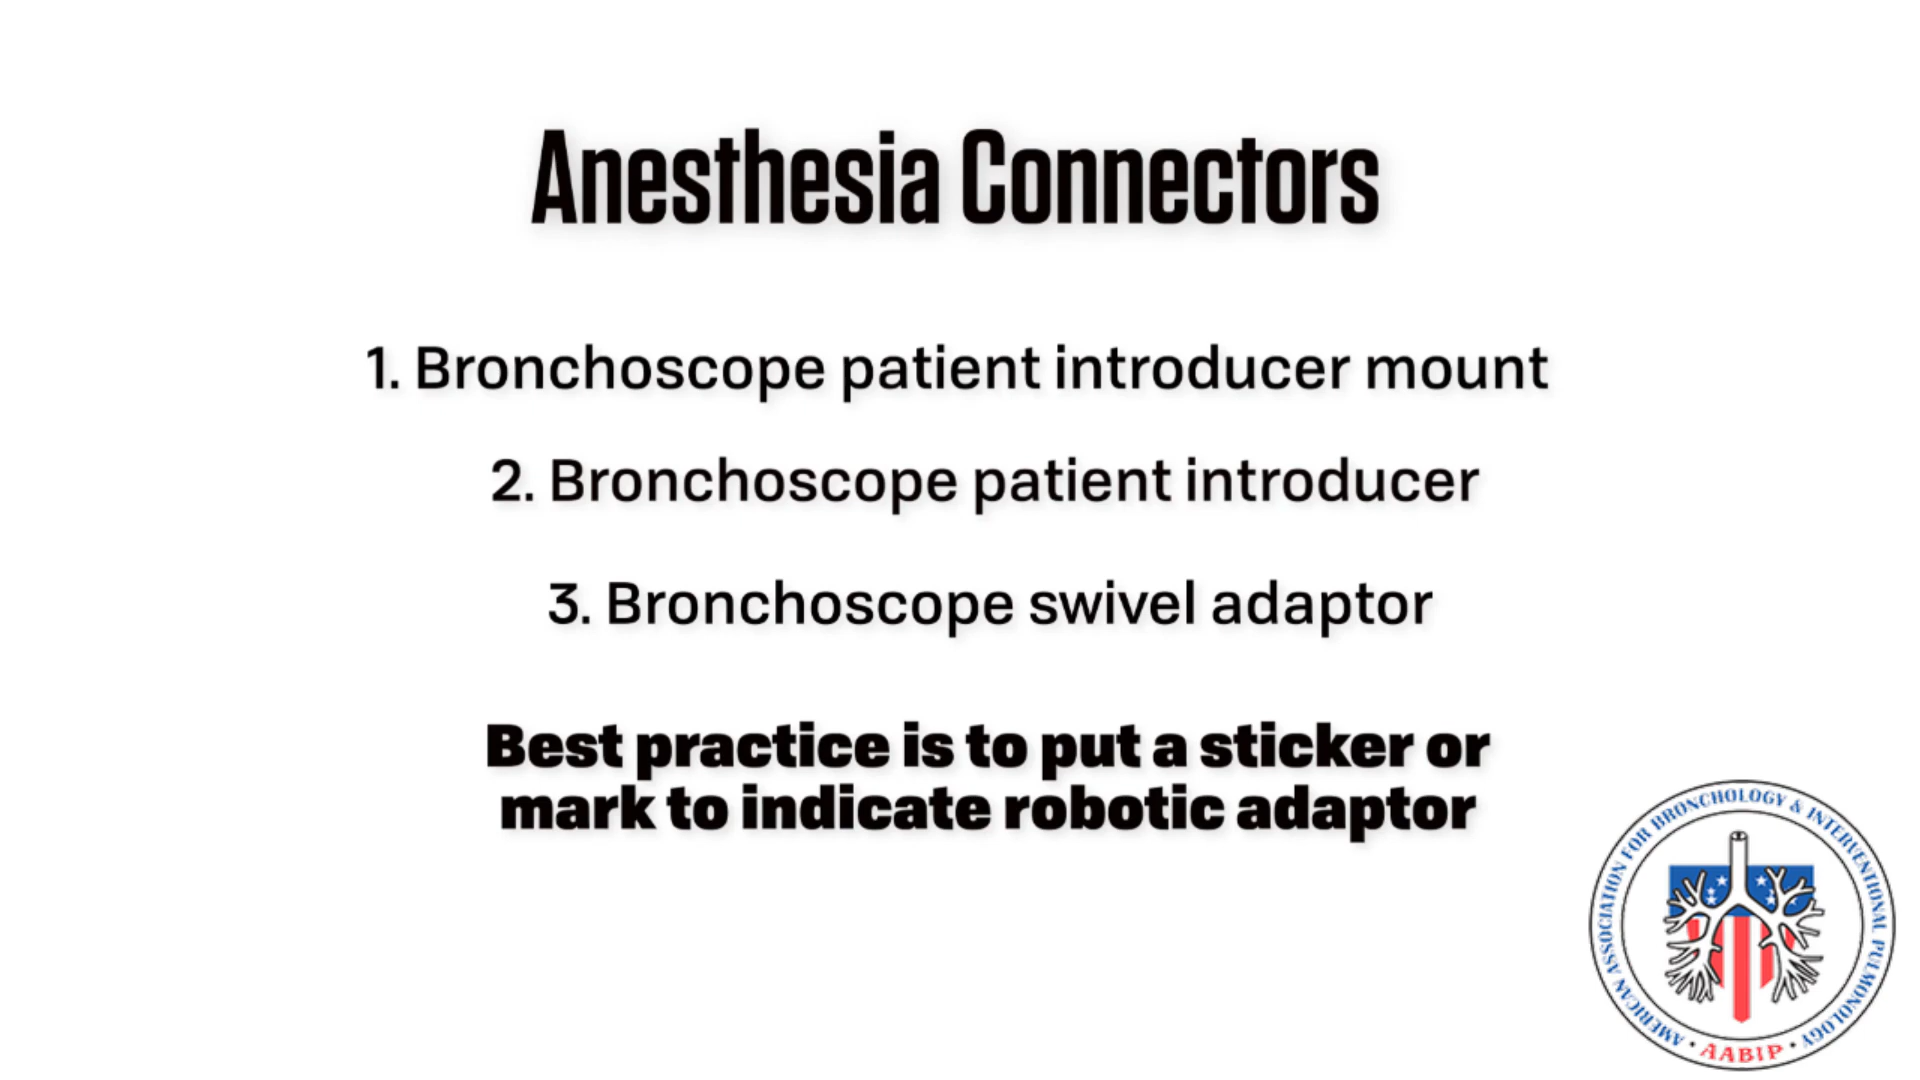 Anesthesia Connectors
1. Bronchoscope patient introducer mount
2. Bronchoscope patient introducer
3. Bronchoscope swivel adaptor
Best practice is to put a sticker or
mark to indicate robotic adaptor
AMERICAN ASSOCIATION FOR BRONCHOLOGY & INTERVENTIONAL PULMONOLOGY
• AABIP •